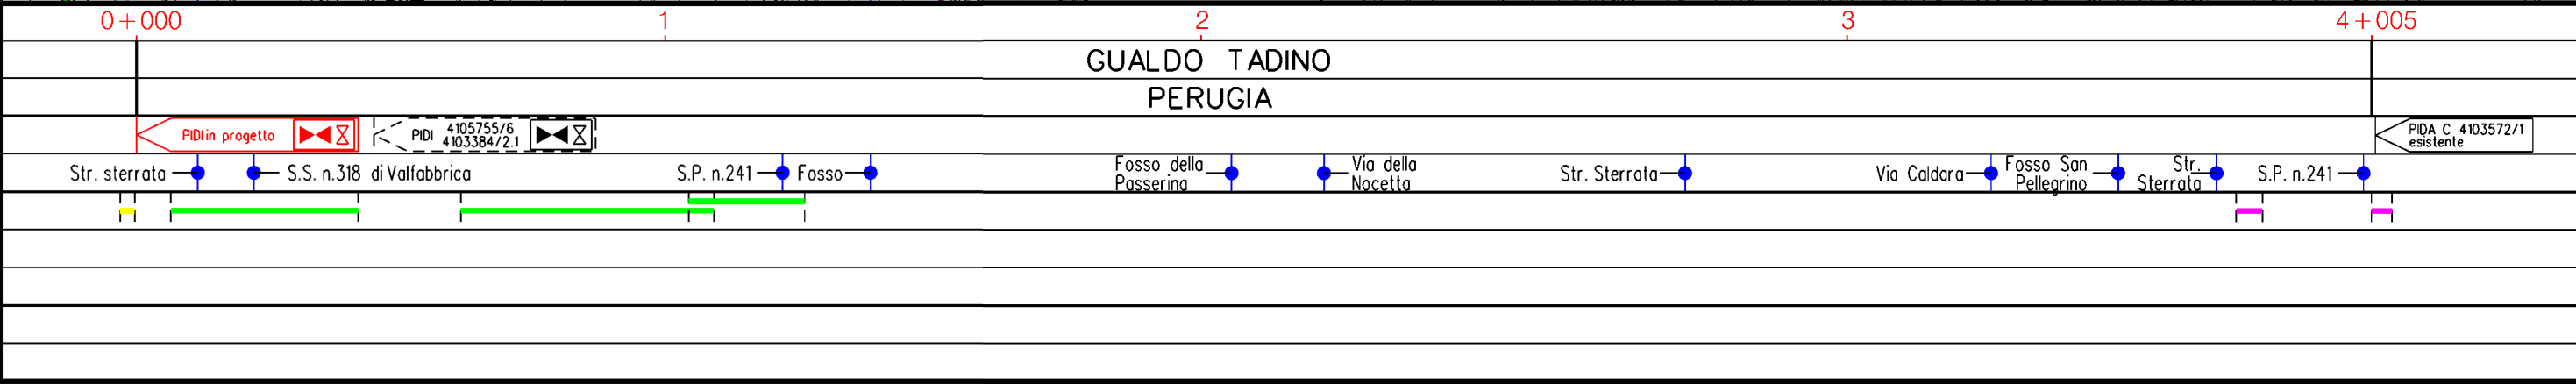 0+000 1 2 3 4+005
GUALDO TADINO
PERUGIA
PIDI in progetto
PIDI 4105755/6
4103384/2.1
PIDA C 4103572/1
esistente
Str. sterrata
S.S. n.318 di Valfabbrica
S.P. n.241
Fosso
Fosso della
Passerina
Via della
Nocetta
Str. Sterrata
Via Caldara
Fosso San
Pellegrino
Str.
Sterrata
S.P. n.241